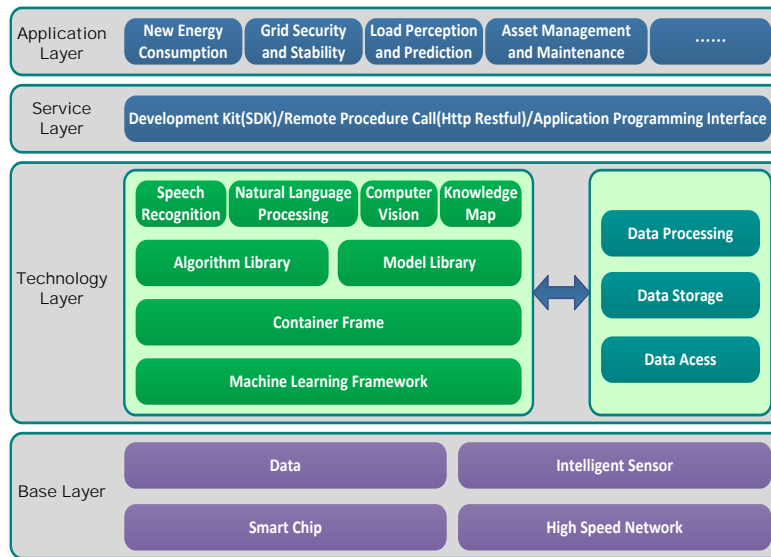 Application
Layer
New Energy
Consumption
Grid Security
and Stability
Load Perception
and Prediction
Asset Management
and Maintenance
......
Service
Layer
Development Kit(SDK)/Remote Procedure Call(Http Restful)/Application Programming Interface
Technology
Layer
Speech
Recognition
Natural Language
Processing
Computer
Vision
Knowledge
Map
Algorithm Library
Model Library
Container Frame
Machine Learning Framework
Data Processing
Data Storage
Data Acess
Base Layer
Data
Intelligent Sensor
Smart Chip
High Speed Network